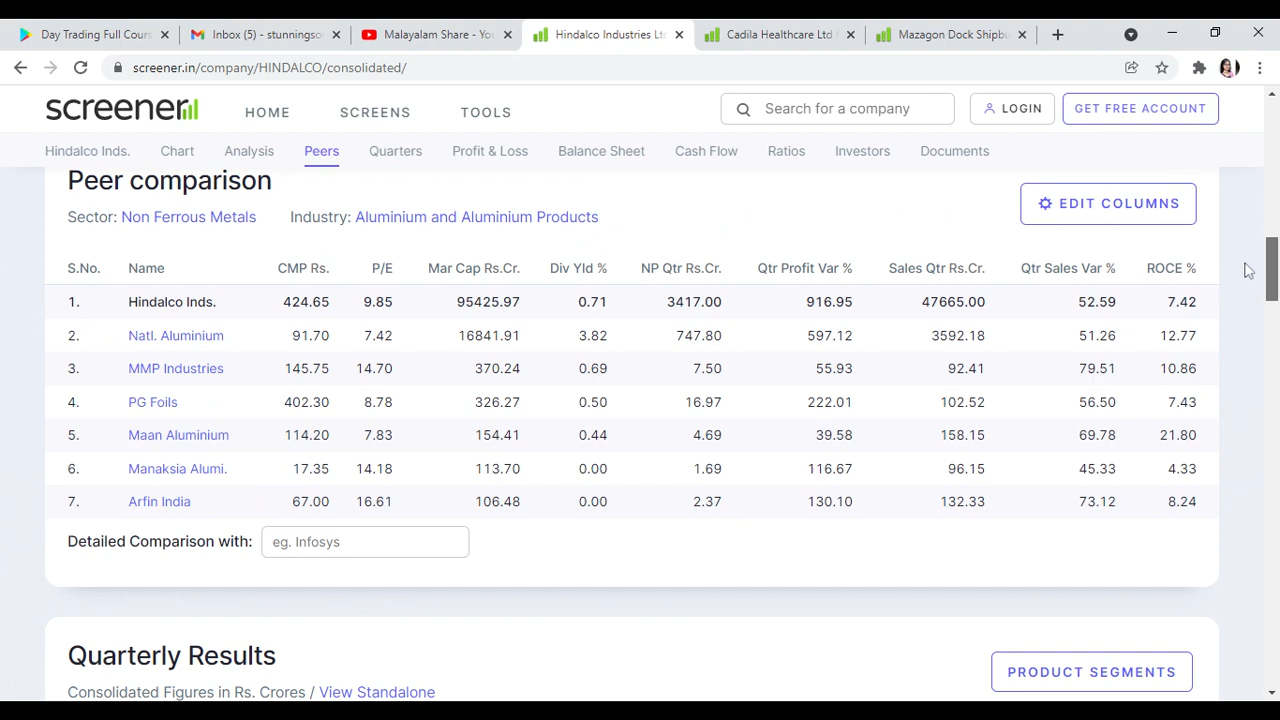 Day Trading Full Cours
Inbox (5) - stunningso
Malayalam Share - Yo
Hindalco Industries Lt
Cadila Healthcare Ltd
Mazagon Dock Shipbu
screener.in/company/HINDALCO/consolidated/
screener
HOME SCREENS TOOLS
Search for a company
LOGIN
GET FREE ACCOUNT
Hindalco Inds. Chart Analysis Peers Quarters Profit & Loss Balance Sheet Cash Flow Ratios Investors Documents
Peer comparison
Sector: Non Ferrous Metals Industry: Aluminium and Aluminium Products
EDIT COLUMNS
S.No. Name CMP Rs. P/E Mar Cap Rs.Cr. Div Yld % NP Qtr Rs.Cr. Qtr Profit Var % Sales Qtr Rs.Cr. Qtr Sales Var % ROCE %
1. Hindalco Inds. 424.65 9.85 95425.97 0.71 3417.00 916.95 47665.00 52.59 7.42
2. Natl. Aluminium 91.70 7.42 16841.91 3.82 747.80 597.12 3592.18 51.26 12.77
3. MMP Industries 145.75 14.70 370.24 0.69 7.50 55.93 92.41 79.51 10.86
4. PG Foils 402.30 8.78 326.27 0.50 16.97 222.01 102.52 56.50 7.43
5. Maan Aluminium 114.20 7.83 154.41 0.44 4.69 39.58 158.15 69.78 21.80
6. Manaksia Alumi. 17.35 14.18 113.70 0.00 1.69 116.67 96.15 45.33 4.33
7. Arfin India 67.00 16.61 106.48 0.00 2.37 130.10 132.33 73.12 8.24
Detailed Comparison with: eg. Infosys
Quarterly Results
PRODUCT SEGMENTS
Consolidated Figures in Rs. Crores / View Standalone